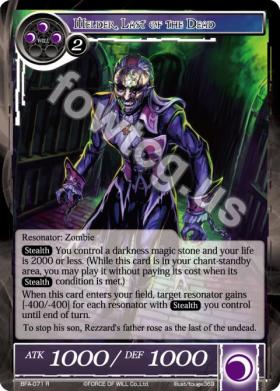 Melder, Last of the Dead
WILL
2
fowtcg.us
Resonator: Zombie
Stealth You control a darkness magic stone and your life
is 2000 or less. (While this card is in your chant-standby
area, you may play it without paying its cost when its
Stealth condition is met.)
When this card enters your field, target resonator gains
[-400/-400] for each resonator with Stealth you control
until end of turn.
To stop his son, Rezzard's father rose as the last of the undead.
ATK 1000 / DEF 1000
BFA-071 R
©FORCE OF WILL Co.,Ltd.